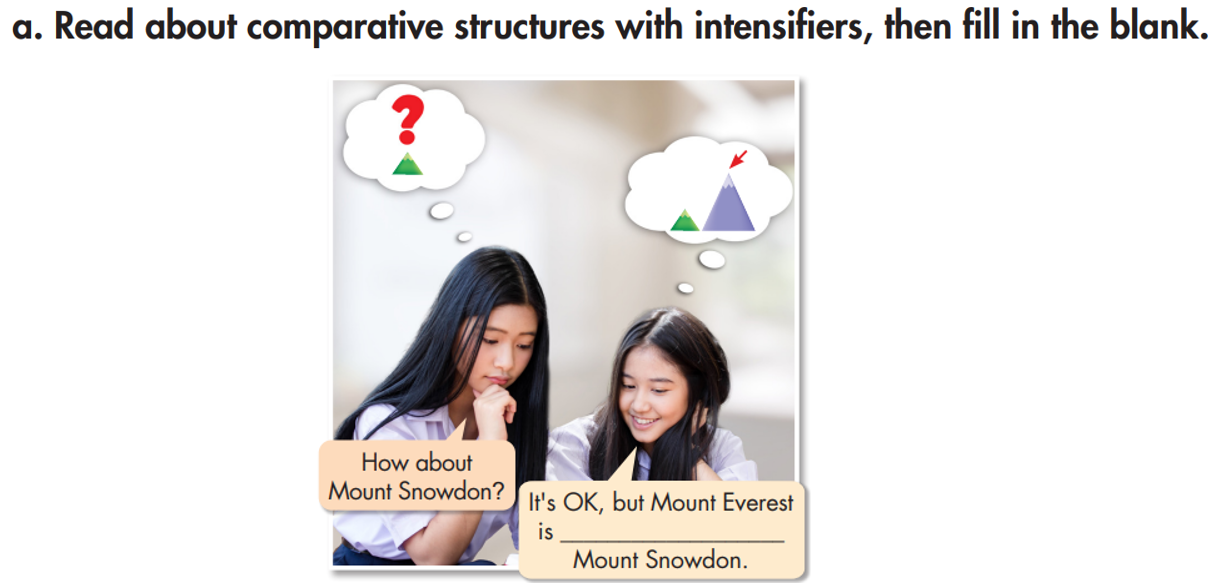 a. Read about comparative structures with intensifiers, then fill in the blank.
?
How about
Mount Snowdon?
It's OK, but Mount Everest
is ____________________
Mount Snowdon.